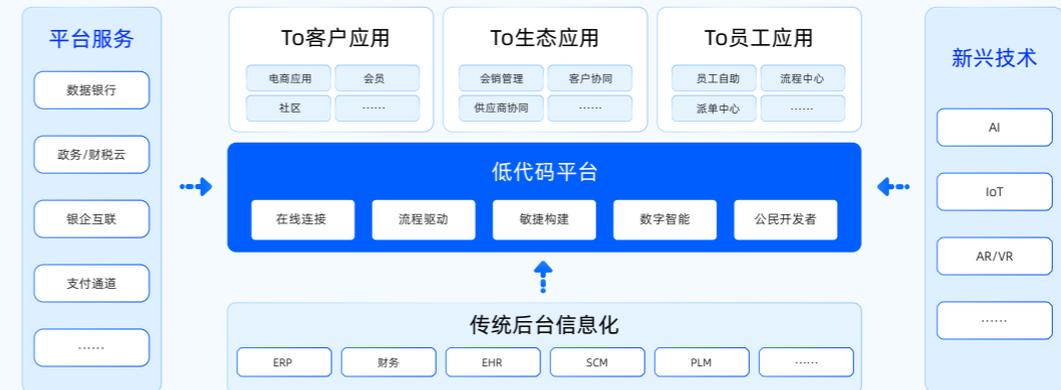 平台服务
数据银行
政务/财税云
银企互联
支付通道
……
To客户应用
电商应用 会员
社区 ……
To生态应用
会销管理 客户协同
供应商协同 ……
To员工应用
员工自助 流程中心
派单中心 ……
低代码平台
在线连接 流程驱动 敏捷构建 数字智能 公民开发者
传统后台信息化
ERP 财务 EHR SCM PLM ……
新兴技术
AI
IoT
AR/VR
……